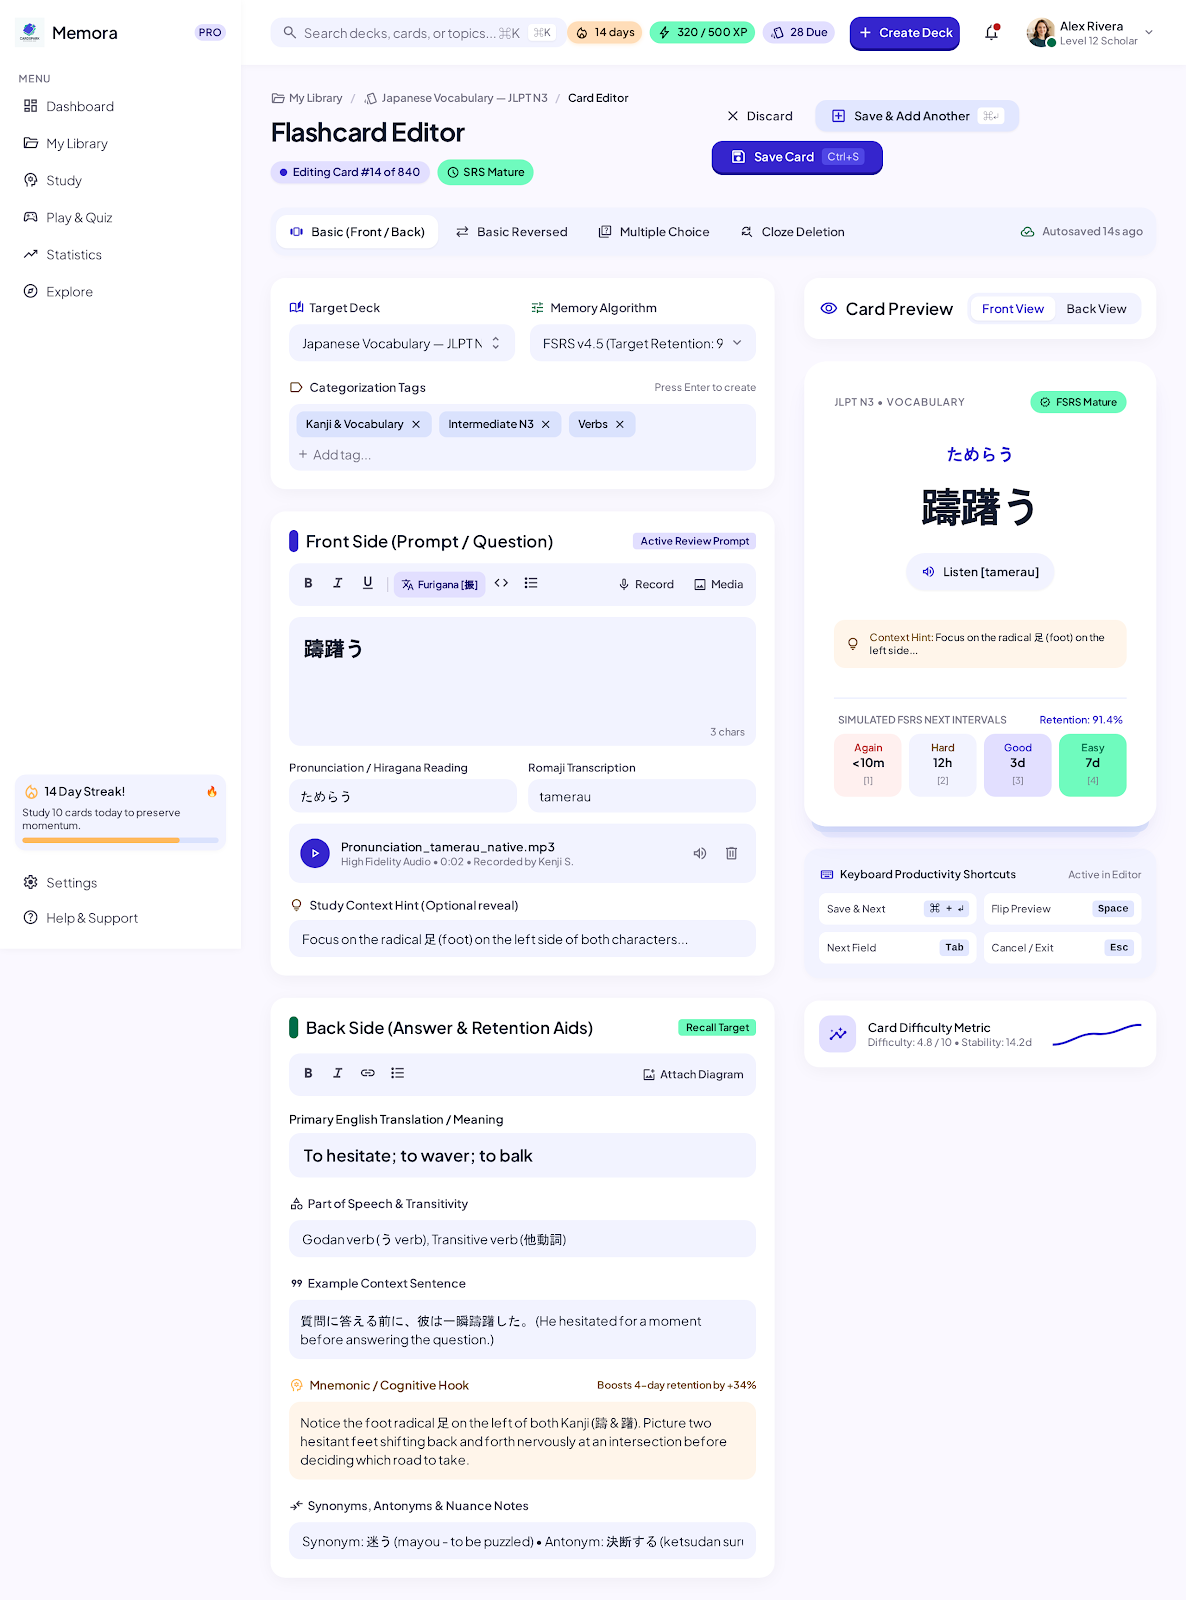 Memora
PRO
Search decks, cards, or topics...⌘K
⌘K
14 days
320 / 500 XP
28 Due
Create Deck
Alex Rivera
Level 12 Scholar
MENU
Dashboard
My Library
Study
Play & Quiz
Statistics
Explore
14 Day Streak!
Study 10 cards today to preserve
momentum.
Settings
Help & Support
My Library / Japanese Vocabulary — JLPT N3 / Card Editor
Flashcard Editor
Editing Card #14 of 840
SRS Mature
Discard
Save & Add Another
⌘↵
Save Card
Ctrl+S
Basic (Front / Back)
Basic Reversed
Multiple Choice
Cloze Deletion
Autosaved 14s ago
Target Deck
Japanese Vocabulary — JLPT N
Memory Algorithm
FSRS v4.5 (Target Retention: 9
Categorization Tags
Press Enter to create
Kanji & Vocabulary
Intermediate N3
Verbs
Add tag...
Front Side (Prompt / Question)
Active Review Prompt
B I U
Furigana [振]
Record
Media
躊躇う
3 chars
Pronunciation / Hiragana Reading
ためらう
Romaji Transcription
tamerau
Pronunciation_tamerau_native.mp3
High Fidelity Audio • 0:02 • Recorded by Kenji S.
Study Context Hint (Optional reveal)
Focus on the radical 足 (foot) on the left side of both characters...
Back Side (Answer & Retention Aids)
Recall Target
B I
Attach Diagram
Primary English Translation / Meaning
To hesitate; to waver; to balk
Part of Speech & Transitivity
Godan verb (う verb), Transitive verb (他動詞)
Example Context Sentence
質問に答える前に、彼は一瞬躊躇した。(He hesitated for a moment
before answering the question.)
Mnemonic / Cognitive Hook
Boosts 4-day retention by +34%
Notice the foot radical 足 on the left of both Kanji (躊 & 躇). Picture two
hesitant feet shifting back and forth nervously at an intersection before
deciding which road to take.
Synonyms, Antonyms & Nuance Notes
Synonym: 迷う (mayou - to be puzzled) • Antonym: 決断する (ketsudan suru
Card Preview
Front View
Back View
JLPT N3 • VOCABULARY
FSRS Mature
ためらう
躊躇う
Listen [tamerau]
Context Hint: Focus on the radical 足 (foot) on the
left side...
SIMULATED FSRS NEXT INTERVALS
Retention: 91.4%
Again
<10m
[1]
Hard
12h
[2]
Good
3d
[3]
Easy
7d
[4]
Keyboard Productivity Shortcuts
Active in Editor
Save & Next
⌘ + ↵
Flip Preview
Space
Next Field
Tab
Cancel / Exit
Esc
Card Difficulty Metric
Difficulty: 4.8 / 10 • Stability: 14.2d